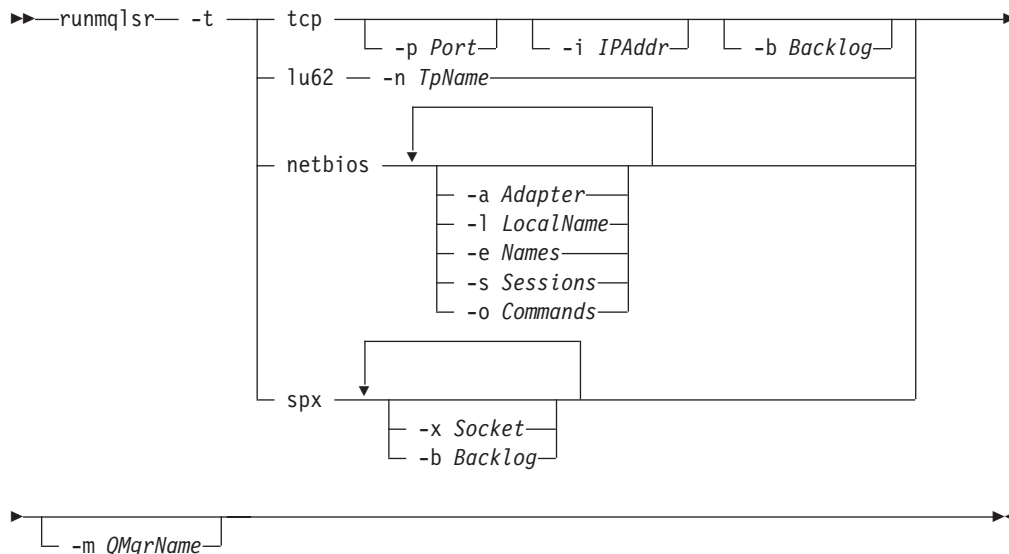 runmqlsr -t tcp
-p Port -i IPAddr -b Backlog
lu62 -n TpName
netbios
-a Adapter
-l LocalName
-e Names
-s Sessions
-o Commands
spx
-x Socket
-b Backlog
-m QMgrName